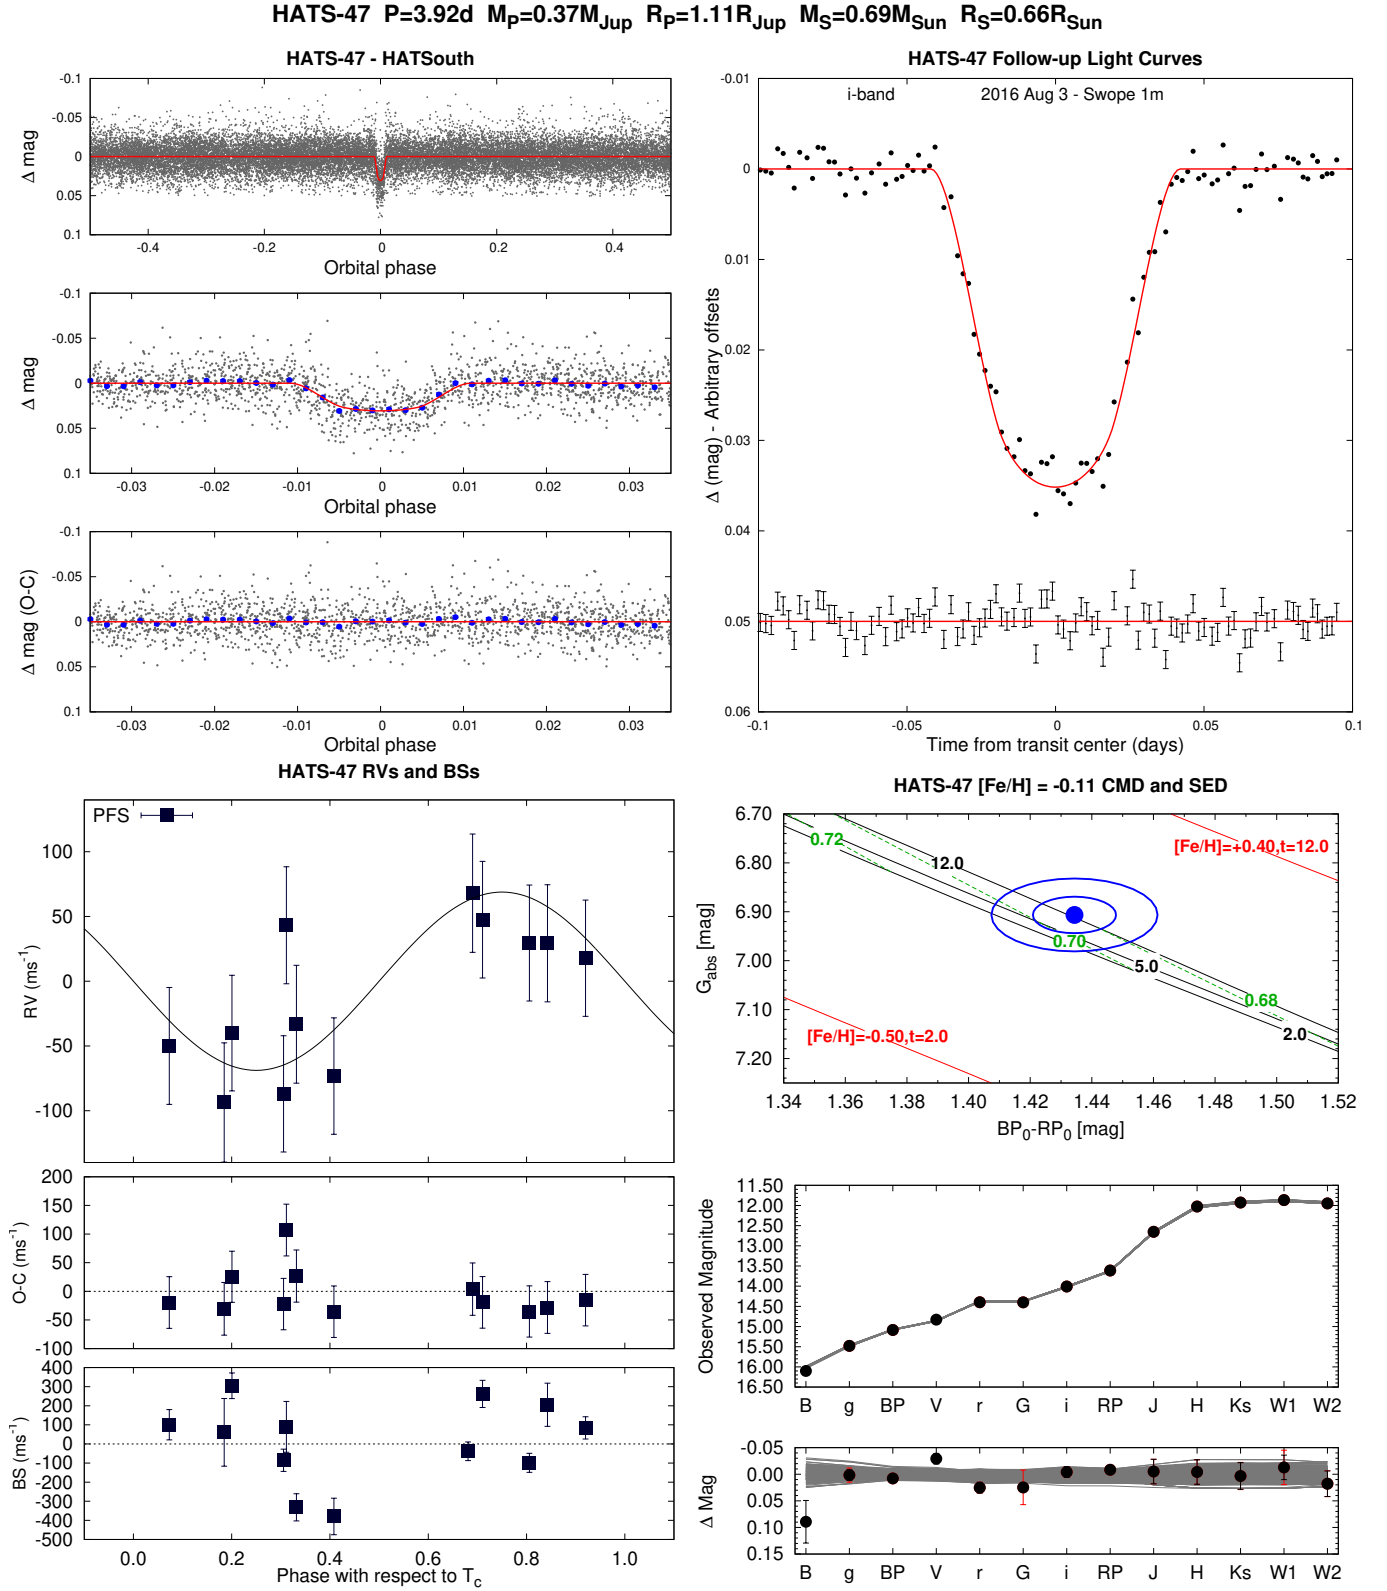 HATS-47 P=3.92d M_P=0.37M_Jup R_P=1.11R_Jup M_S=0.69M_Sun R_S=0.66R_Sun
HATS-47 - HATSouth
-0.1
-0.05
0
0.05
0.1
Δ mag
-0.4 -0.2 0 0.2 0.4
Orbital phase
-0.1
-0.05
0
0.05
0.1
Δ mag
-0.03 -0.02 -0.01 0 0.01 0.02 0.03
Orbital phase
-0.1
-0.05
0
0.05
0.1
Δ mag (O-C)
-0.03 -0.02 -0.01 0 0.01 0.02 0.03
Orbital phase
HATS-47 Follow-up Light Curves
i-band 2016 Aug 3 - Swope 1m
-0.01
0
0.01
0.02
0.03
0.04
0.05
0.06
Δ (mag) - Arbitrary offsets
-0.1 -0.05 0 0.05 0.1
Time from transit center (days)
HATS-47 RVs and BSs
PFS
100
50
0
-50
-100
RV (ms⁻¹)
200
150
100
50
0
-50
-100
O-C (ms⁻¹)
400
300
200
100
0
-100
-200
-300
-400
-500
BS (ms⁻¹)
0.0 0.2 0.4 0.6 0.8 1.0
Phase with respect to T_c
HATS-47 [Fe/H] = -0.11 CMD and SED
6.70
6.80
6.90
7.00
7.10
7.20
G_abs [mag]
0.72
12.0
[Fe/H]=+0.40,t=12.0
0.70
5.0
0.68
2.0
[Fe/H]=-0.50,t=2.0
1.34 1.36 1.38 1.40 1.42 1.44 1.46 1.48 1.50 1.52
BP₀-RP₀ [mag]
11.50
12.00
12.50
13.00
13.50
14.00
14.50
15.00
15.50
16.00
16.50
Observed Magnitude
B g BP V r G i RP J H Ks W1 W2
-0.05
0.00
0.05
0.10
0.15
Δ Mag
B g BP V r G i RP J H Ks W1 W2